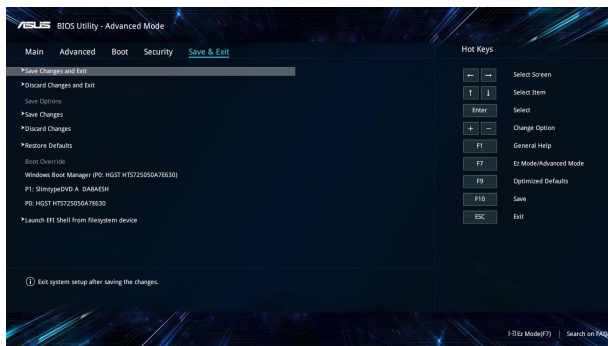 ASUS BIOS Utility - Advanced Mode
Main Advanced Boot Security Save & Exit
Save Changes and Exit
Discard Changes and Exit
Save Options
Save Changes
Discard Changes
Restore Defaults
Boot Override
Windows Boot Manager (P0: HGST HTS725050A7E630)
P1: SlimtypeDVD A DA8AESH
P0: HGST HTS725050A7E630
Launch EFI Shell from filesystem device
Exit system setup after saving the changes.
Hot Keys
← → Select Screen
↑ ↓ Select Item
Enter Select
+ − Change Option
F1 General Help
F7 Ez Mode/Advanced Mode
F9 Optimized Defaults
F10 Save
ESC Exit
Ez Mode(F7) | Search on FAQ